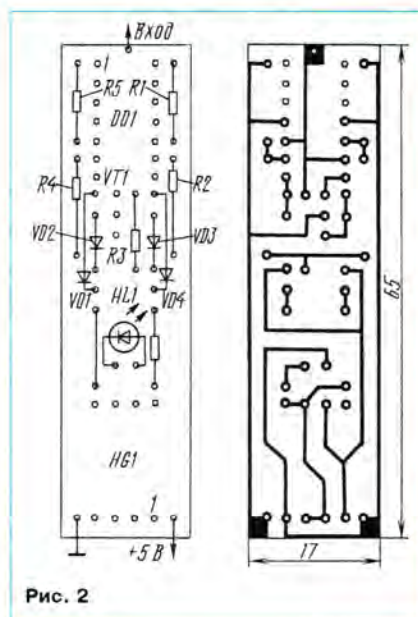 Вход
1
R5
R1
DD1
R4
VT1
R2
VD2
R3
VD3
VD1
HL1
VD4
HG1
1
+5 В
65
17
Рис. 2